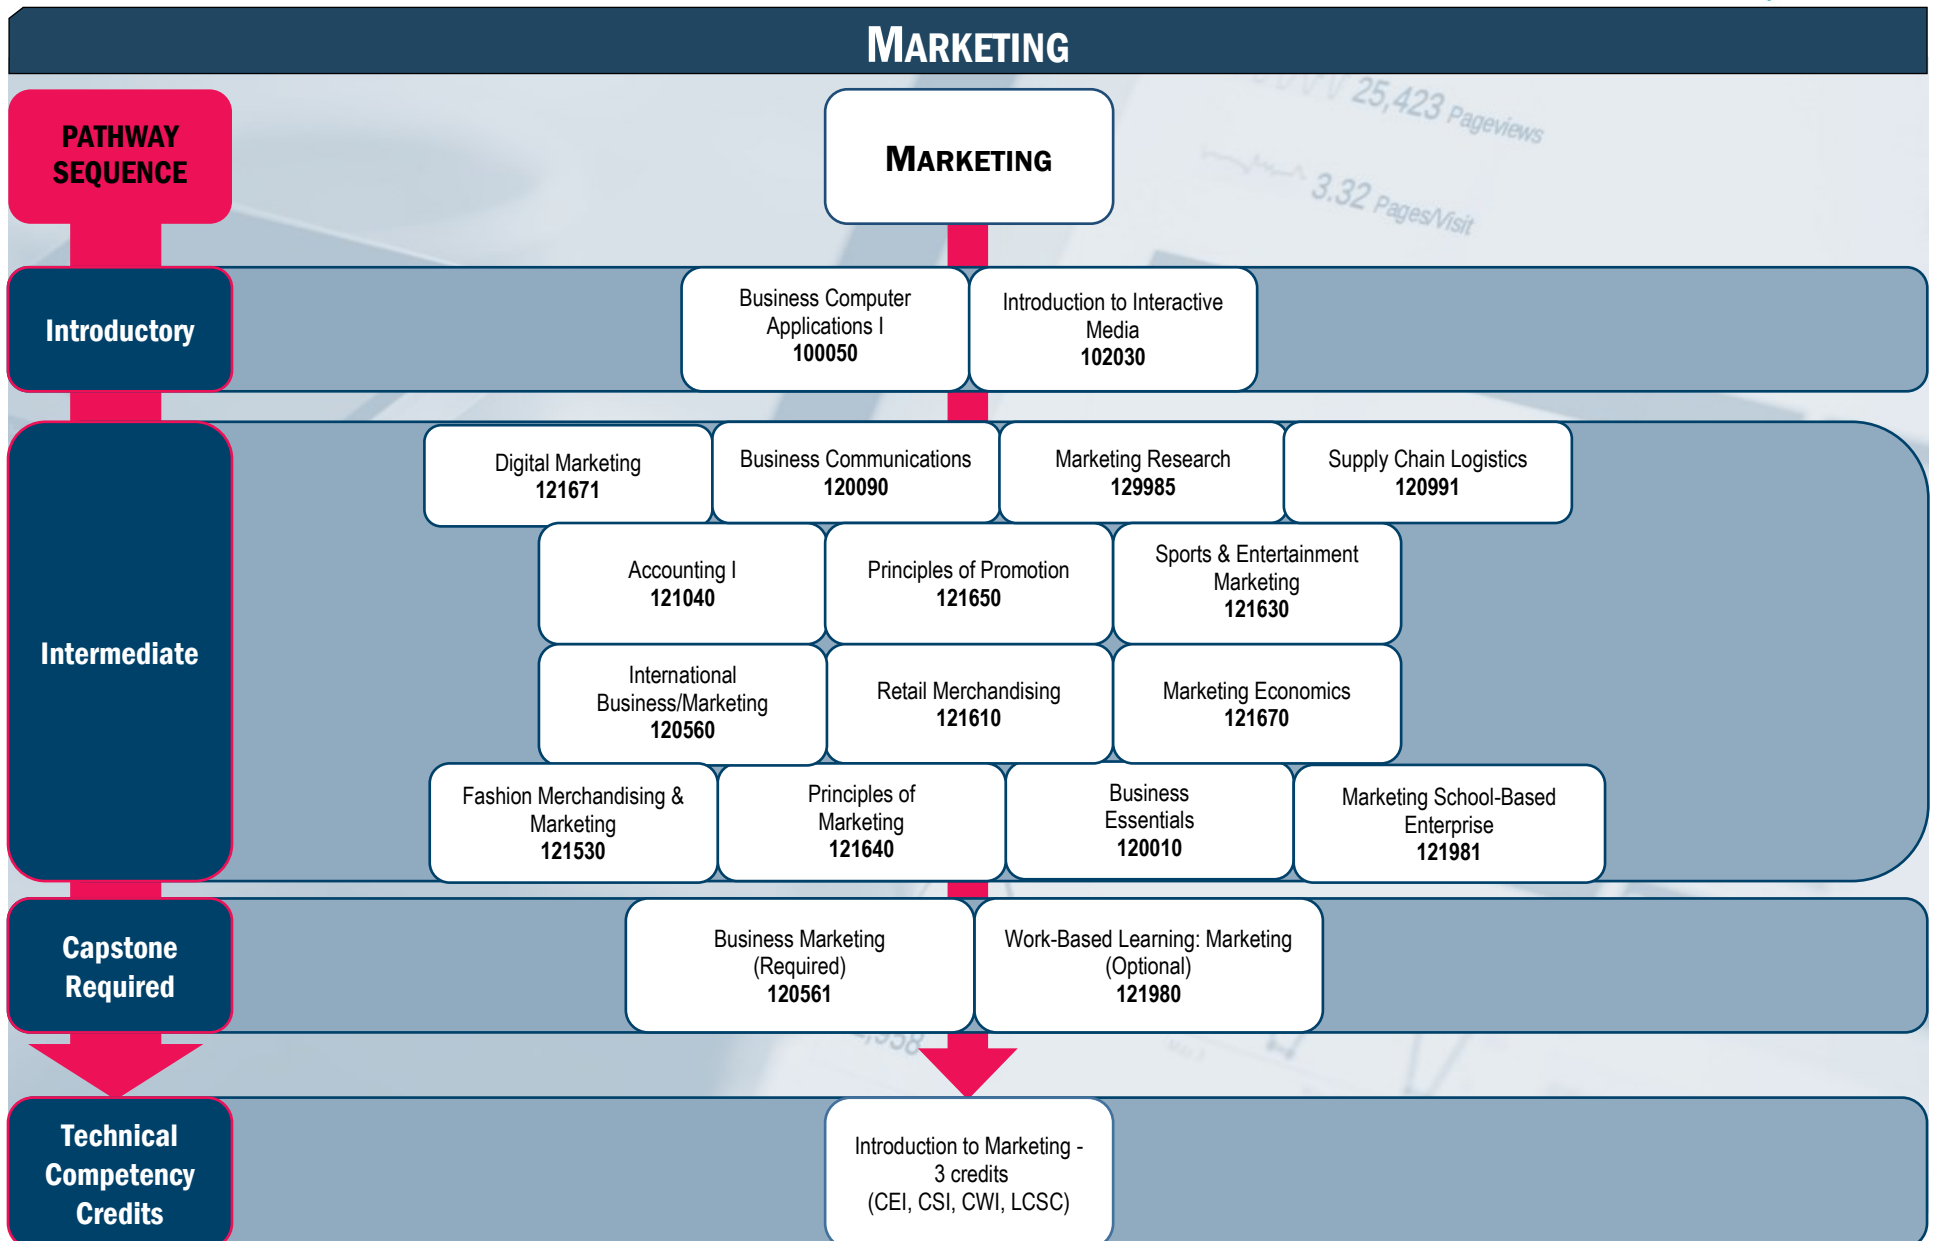 MARKETING
25,423 Pageviews
3.32 Pages/Visit
PATHWAY
SEQUENCE
MARKETING
Introductory
Business Computer
Applications I
100050
Introduction to Interactive
Media
102030
Intermediate
Digital Marketing
121671
Business Communications
120090
Marketing Research
129985
Supply Chain Logistics
120991
Accounting I
121040
Principles of Promotion
121650
Sports & Entertainment
Marketing
121630
International
Business/Marketing
120560
Retail Merchandising
121610
Marketing Economics
121670
Fashion Merchandising &
Marketing
121530
Principles of
Marketing
121640
Business
Essentials
120010
Marketing School-Based
Enterprise
121981
Capstone
Required
Business Marketing
(Required)
120561
Work-Based Learning: Marketing
(Optional)
121980
Technical
Competency
Credits
Introduction to Marketing -
3 credits
(CEI, CSI, CWI, LCSC)